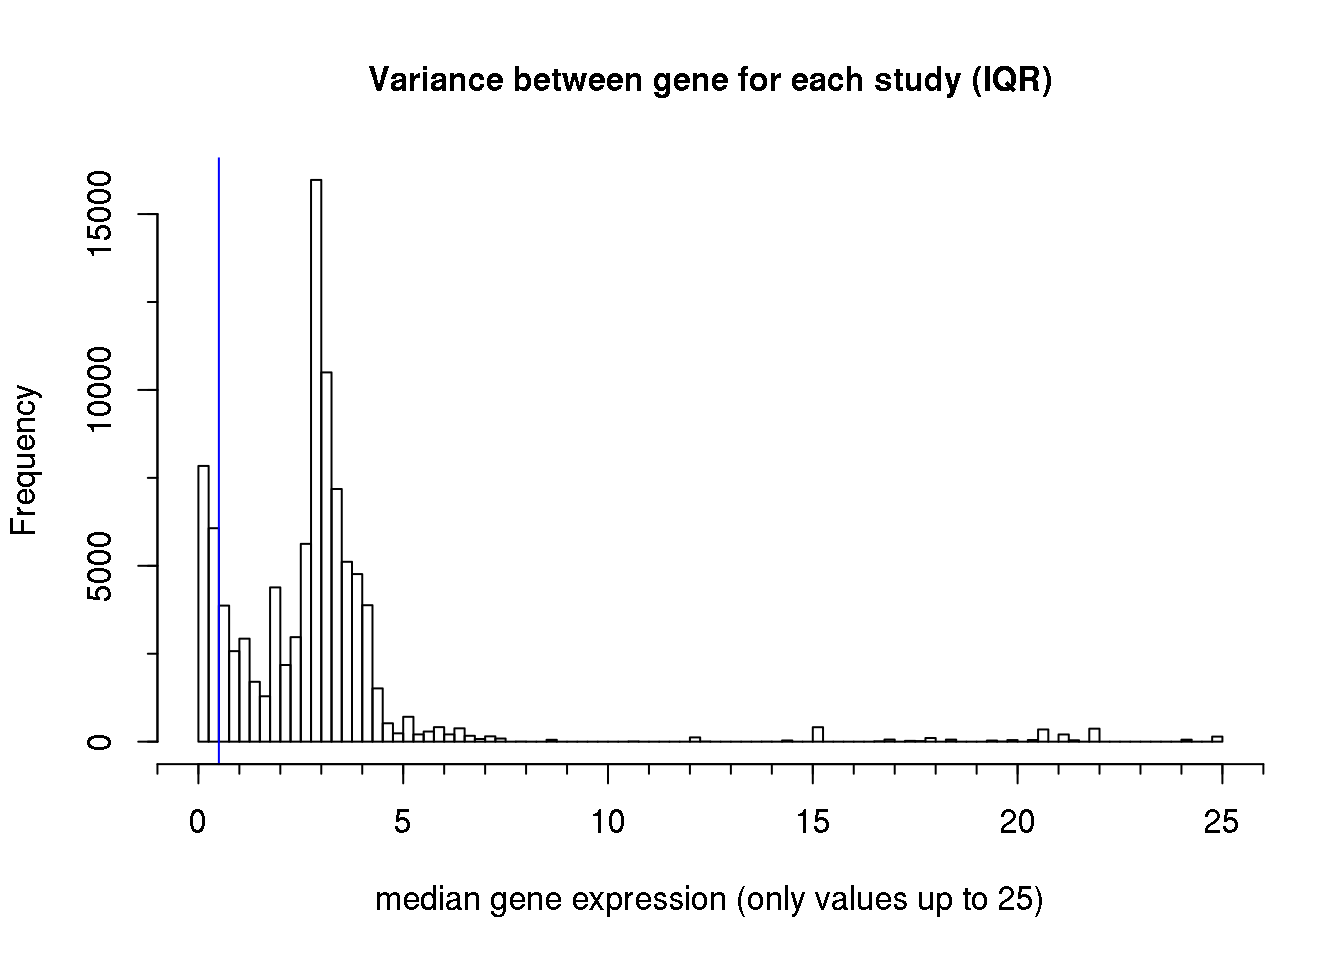 Variance between gene for each study (IQR)
Frequency
15000
10000
5000
0
0 5 10 15 20 25
median gene expression (only values up to 25)